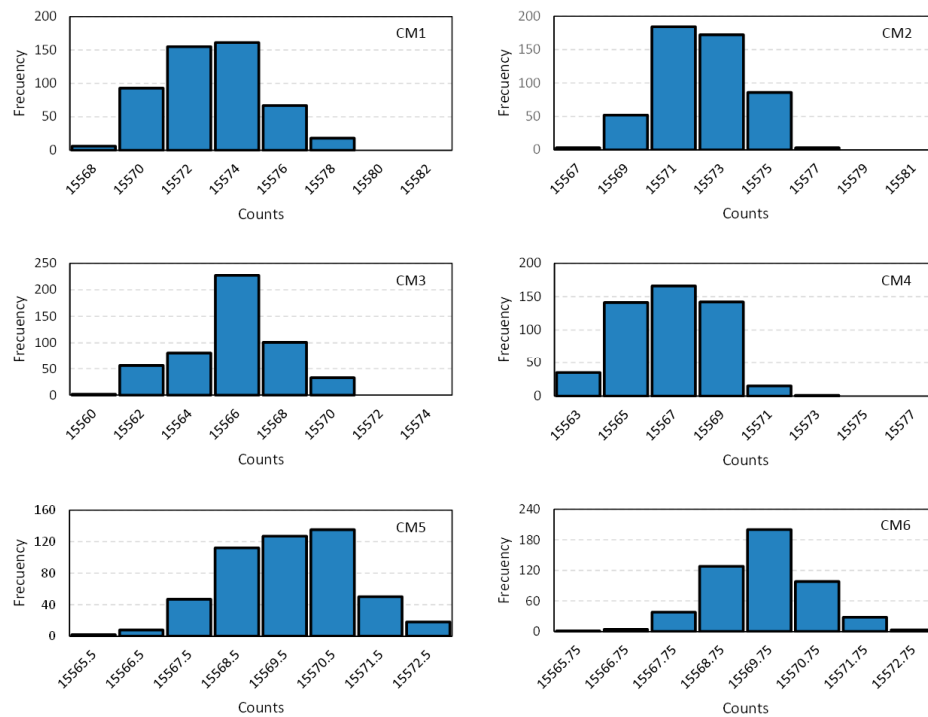 CM1
Frecuency
200
150
100
50
0
15568 15570 15572 15574 15576 15578 15580 15582
Counts
CM2
Frecuency
200
150
100
50
0
15567 15569 15571 15573 15575 15577 15579 15581
Counts
CM3
Frecuency
250
200
150
100
50
0
15560 15562 15564 15566 15568 15570 15572 15574
Counts
CM4
Frecuency
200
150
100
50
0
15563 15565 15567 15569 15571 15573 15575 15577
Counts
CM5
Frecuency
160
120
80
40
0
15565.5 15566.5 15567.5 15568.5 15569.5 15570.5 15571.5 15572.5
Counts
CM6
Frecuency
240
180
120
60
0
15565.75 15566.75 15567.75 15568.75 15569.75 15570.75 15571.75 15572.75
Counts